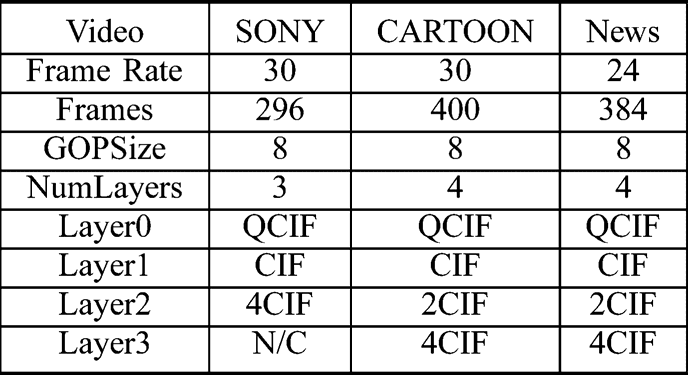 Video SONY CARTOON News
Frame Rate 30 30 24
Frames 296 400 384
GOPSize 8 8 8
NumLayers 3 4 4
Layer0 QCIF QCIF QCIF
Layer1 CIF CIF CIF
Layer2 4CIF 2CIF 2CIF
Layer3 N/C 4CIF 4CIF